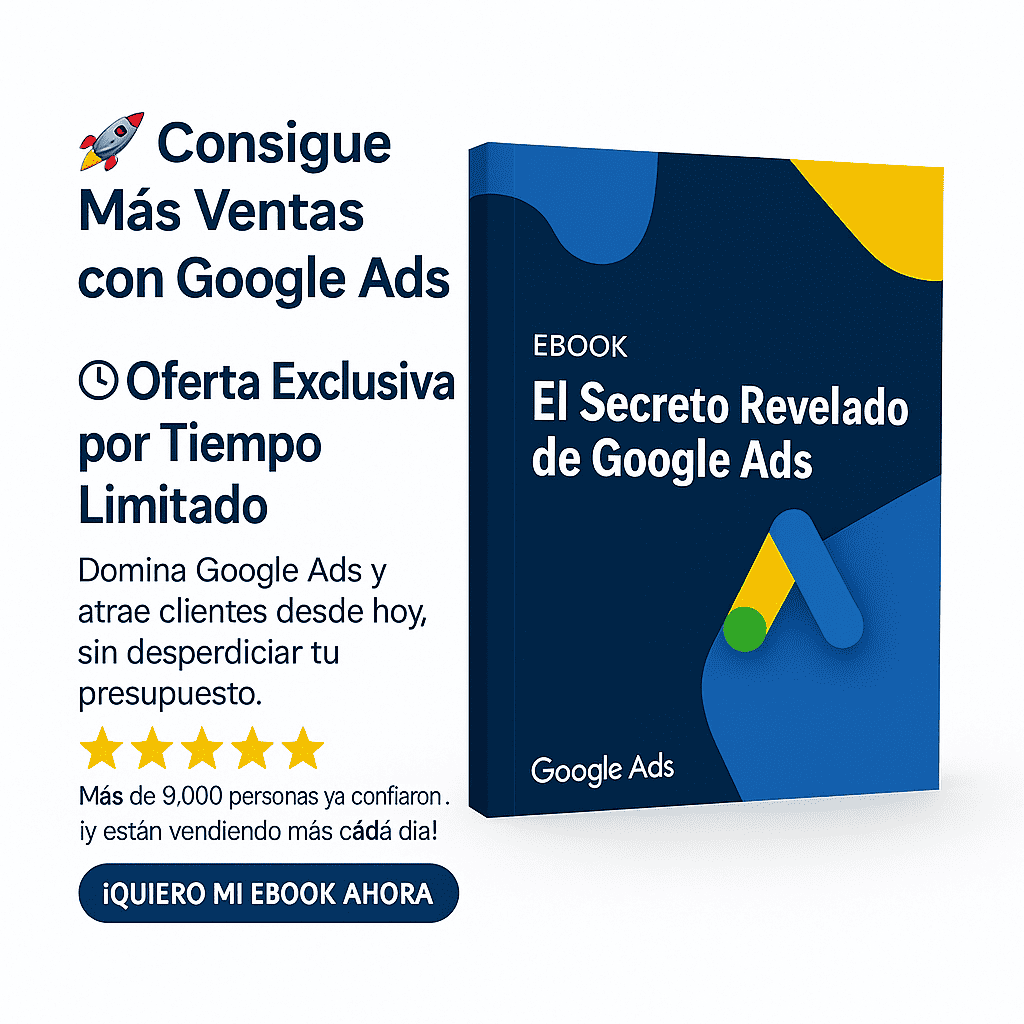 🚀 Consigue
Más Ventas
con Google Ads
Oferta Exclusiva
por Tiempo
Limitado
Domina Google Ads y
atrae clientes desde hoy,
sin desperdiciar tu
presupuesto.
Más de 9,000 personas ya confiaron.
¡y están vendiendo más cádá dia!
¡QUIERO MI EBOOK AHORA
EBOOK
El Secreto Revelado
de Google Ads
Google Ads